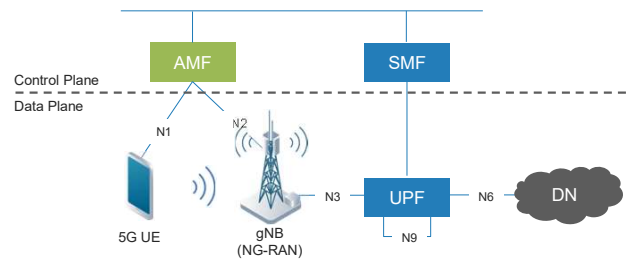 AMF
SMF
Control Plane
Data Plane
N1
N2
N3
UPF
N6
DN
N9
5G UE
gNB
(NG-RAN)